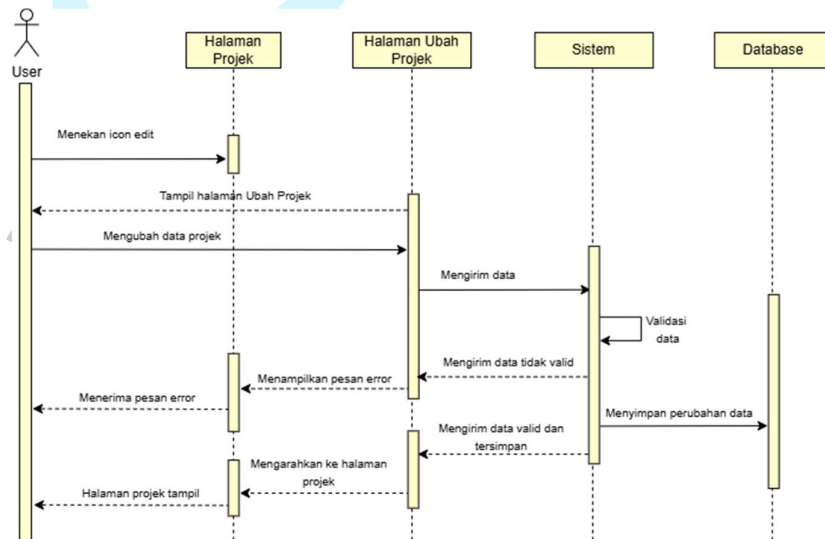 Halaman
Projek
Halaman Ubah
Projek
Sistem
Database
User
Menekan icon edit
Tampil halaman Ubah Projek
Mengubah data projek
Mengirim data
Validasi
data
Mengirim data tidak valid
Menampilkan pesan error
Menerima pesan error
Menyimpan perubahan data
Mengirim data valid dan
tersimpan
Mengarahkan ke halaman
projek
Halaman projek tampil